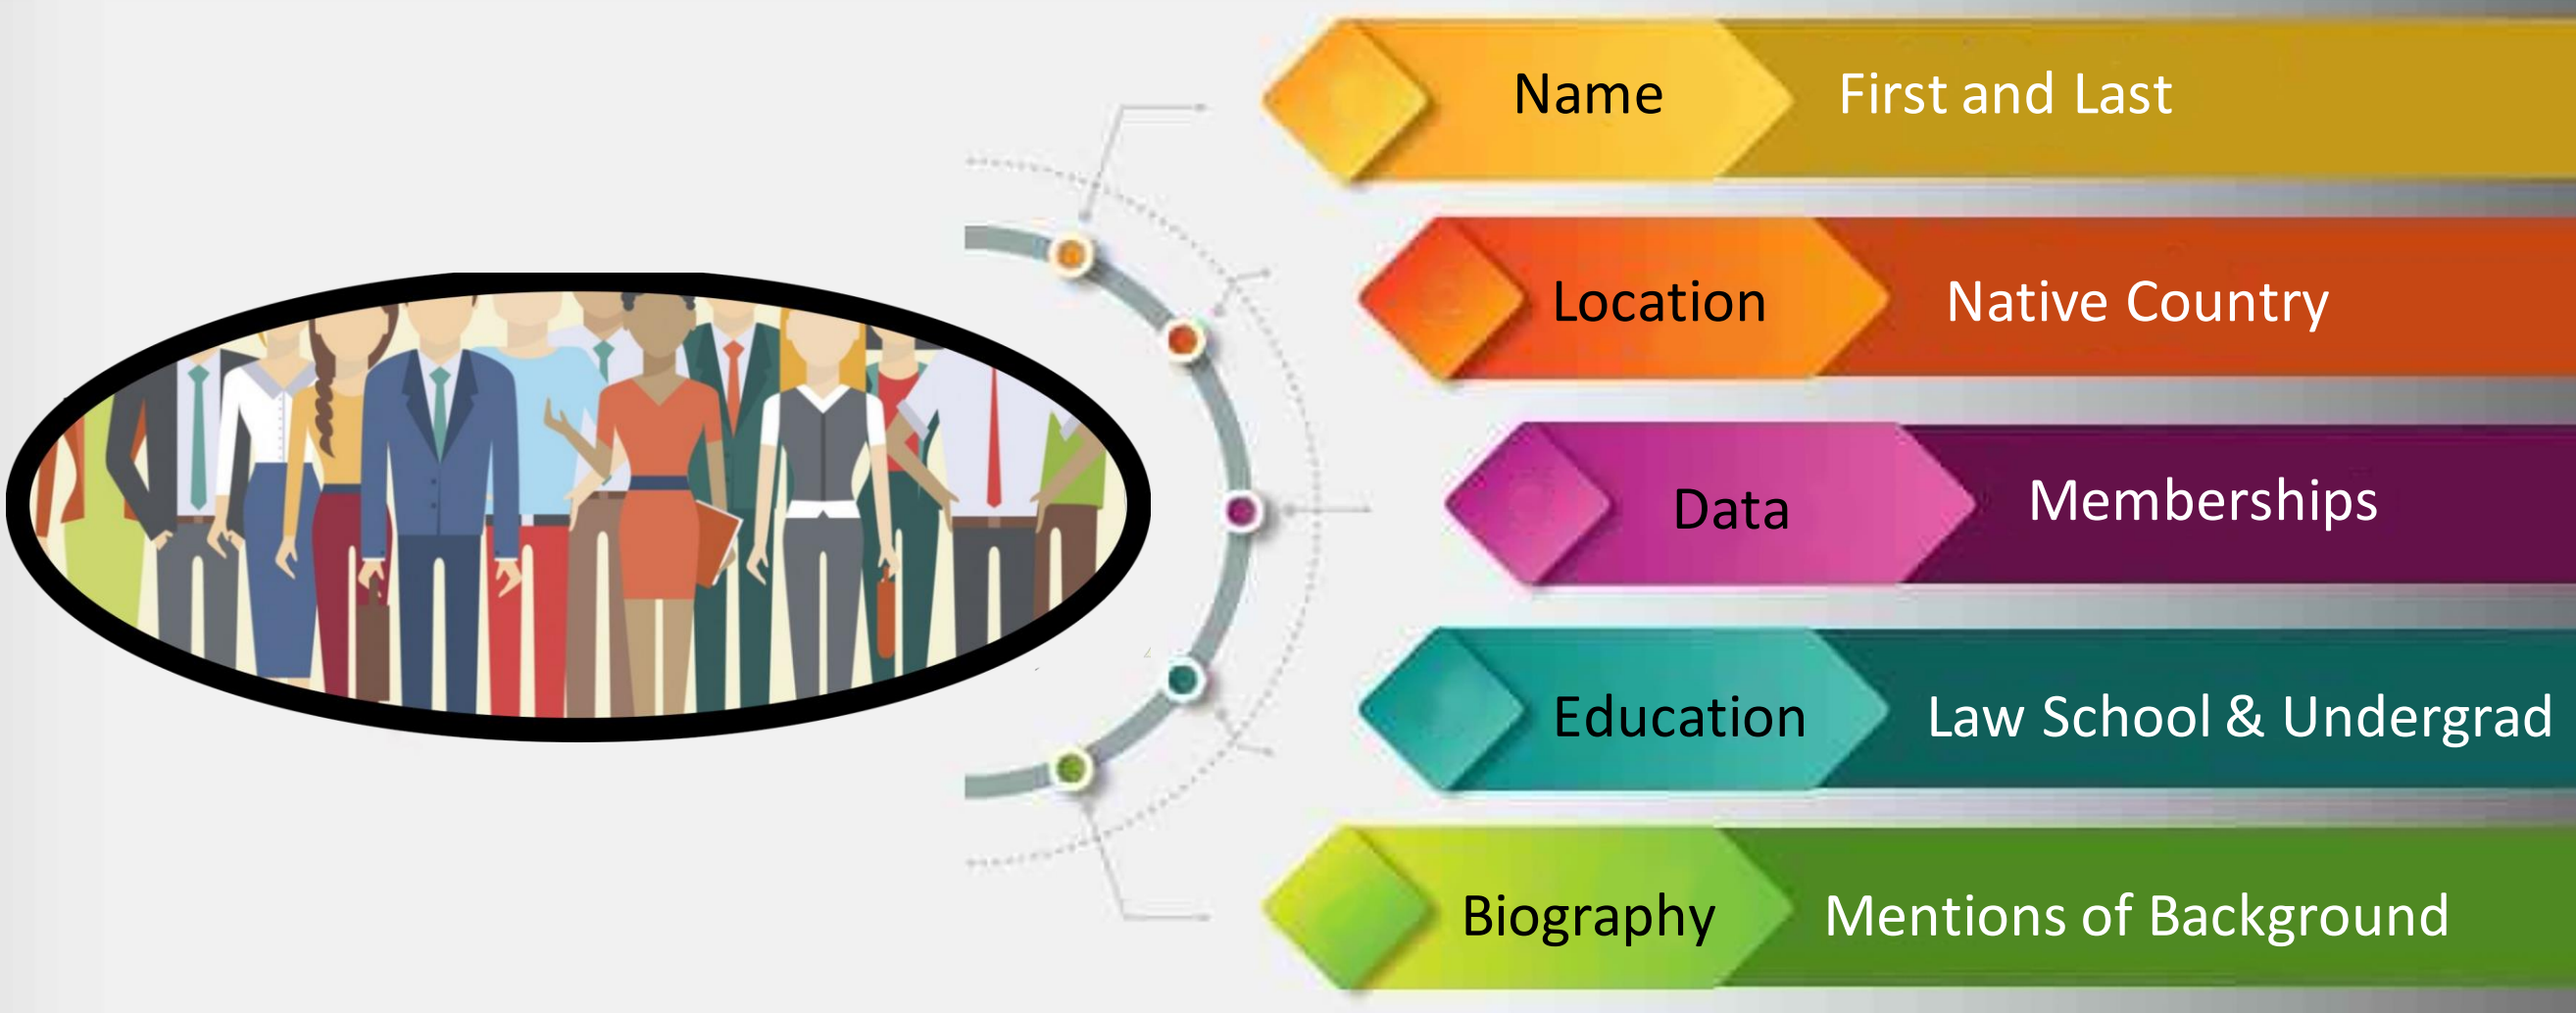 Name First and Last
Location Native Country
Data Memberships
Education Law School & Undergrad
Biography Mentions of Background